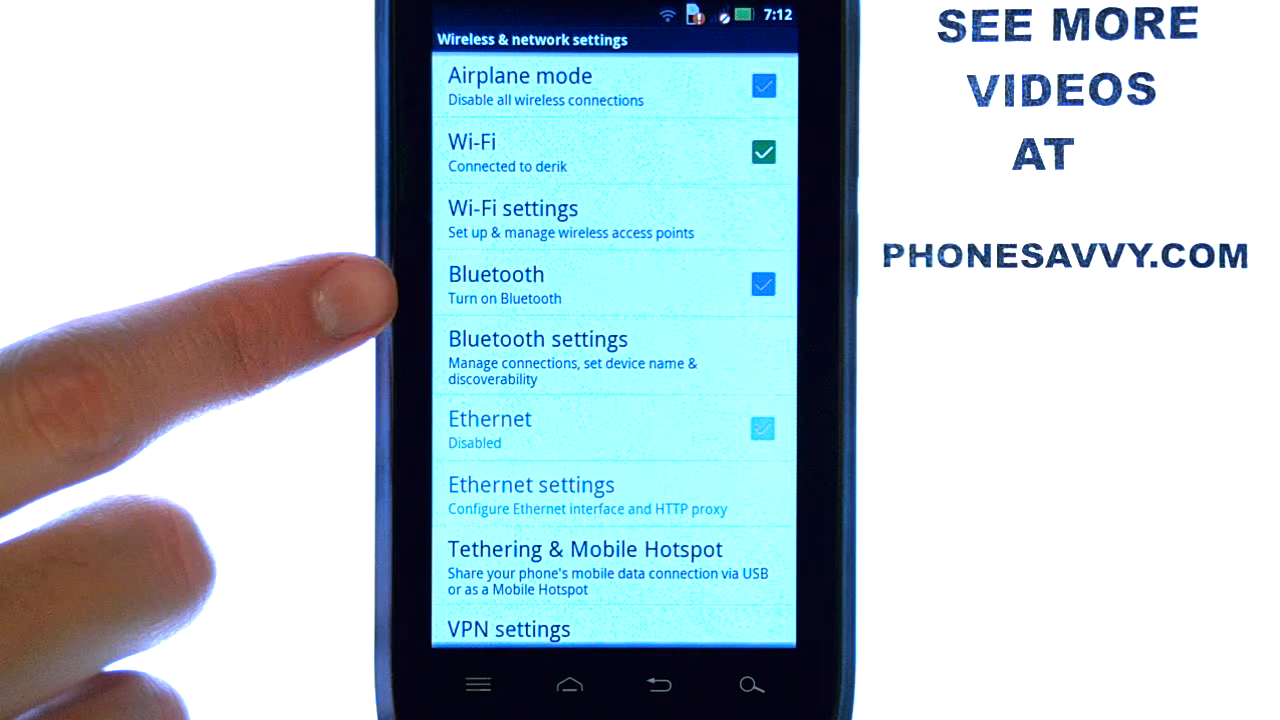 7:12
Wireless & network settings
Airplane mode
Disable all wireless connections
Wi-Fi
Connected to derik
Wi-Fi settings
Set up & manage wireless access points
Bluetooth
Turn on Bluetooth
Bluetooth settings
Manage connections, set device name &
discoverability
Ethernet
Disabled
Ethernet settings
Configure Ethernet interface and HTTP proxy
Tethering & Mobile Hotspot
Share your phone's mobile data connection via USB
or as a Mobile Hotspot
VPN settings
SEE MORE
VIDEOS
AT
PHONESAVVY.COM